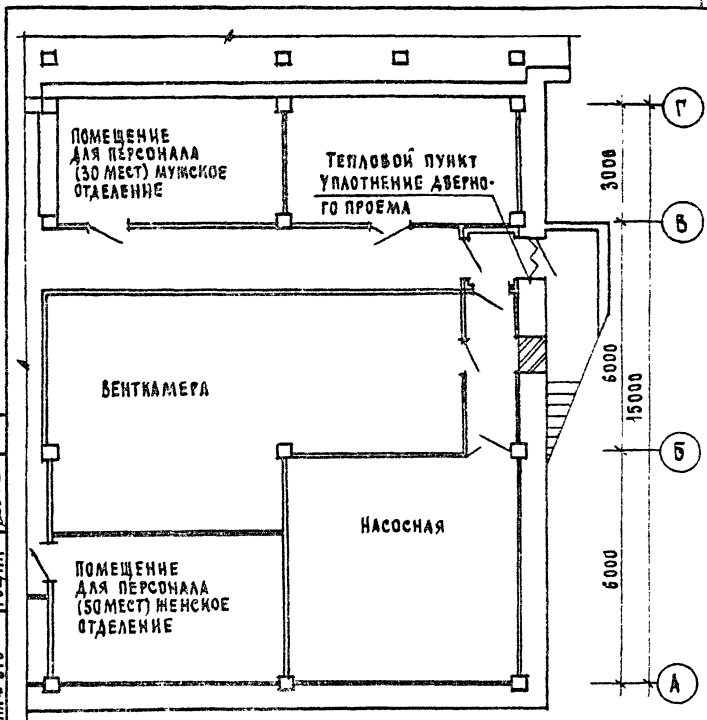 ПОМЕЩЕНИЕ
ДЛЯ ПЕРСОНАЛА
(30 МЕСТ) МУЖСКОЕ
ОТДЕЛЕНИЕ
ТЕПЛОВОЙ ПУНКТ
УПЛОТНЕНИЕ ДВЕРНО-
ГО ПРОЕМА
Г
3000
В
ВЕНТКАМЕРА
6000
15000
Б
НАСОСНАЯ
ПОМЕЩЕНИЕ
ДЛЯ ПЕРСОНАЛА
(50 МЕСТ) ЖЕНСКОЕ
ОТДЕЛЕНИЕ
6000
А